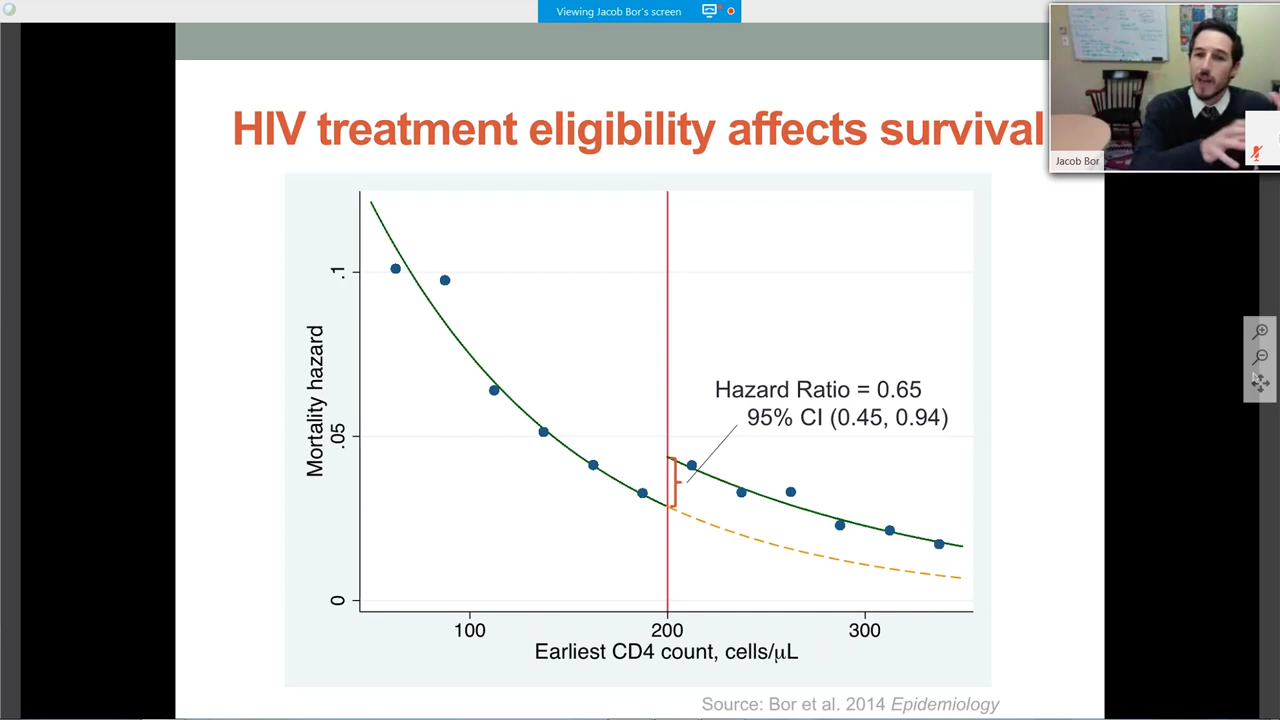 Viewing Jacob Bor's screen
HIV treatment eligibility affects survival
Jacob Bor
Mortality hazard
.1
.05
0
Hazard Ratio = 0.65
95% CI (0.45, 0.94)
100 200 300
Earliest CD4 count, cells/μL
Source: Bor et al. 2014 Epidemiology